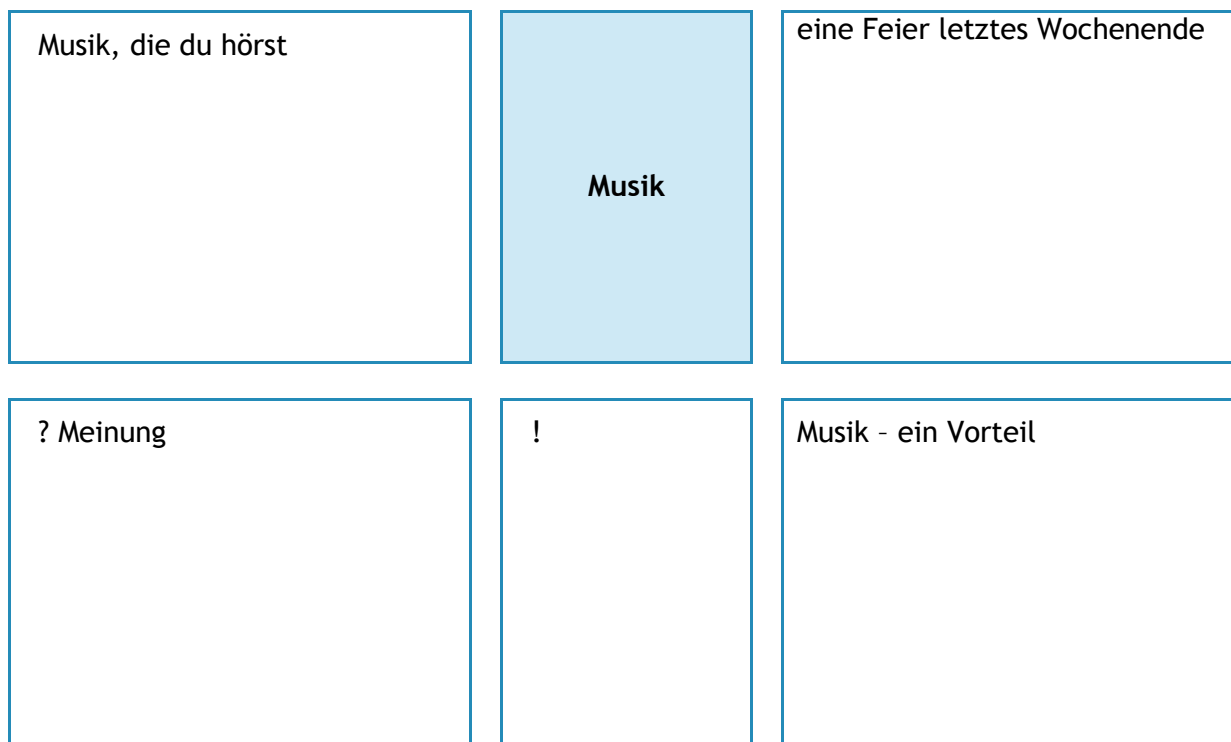 Musik, die du hörst
Musik
eine Feier letztes Wochenende
? Meinung
!
Musik – ein Vorteil